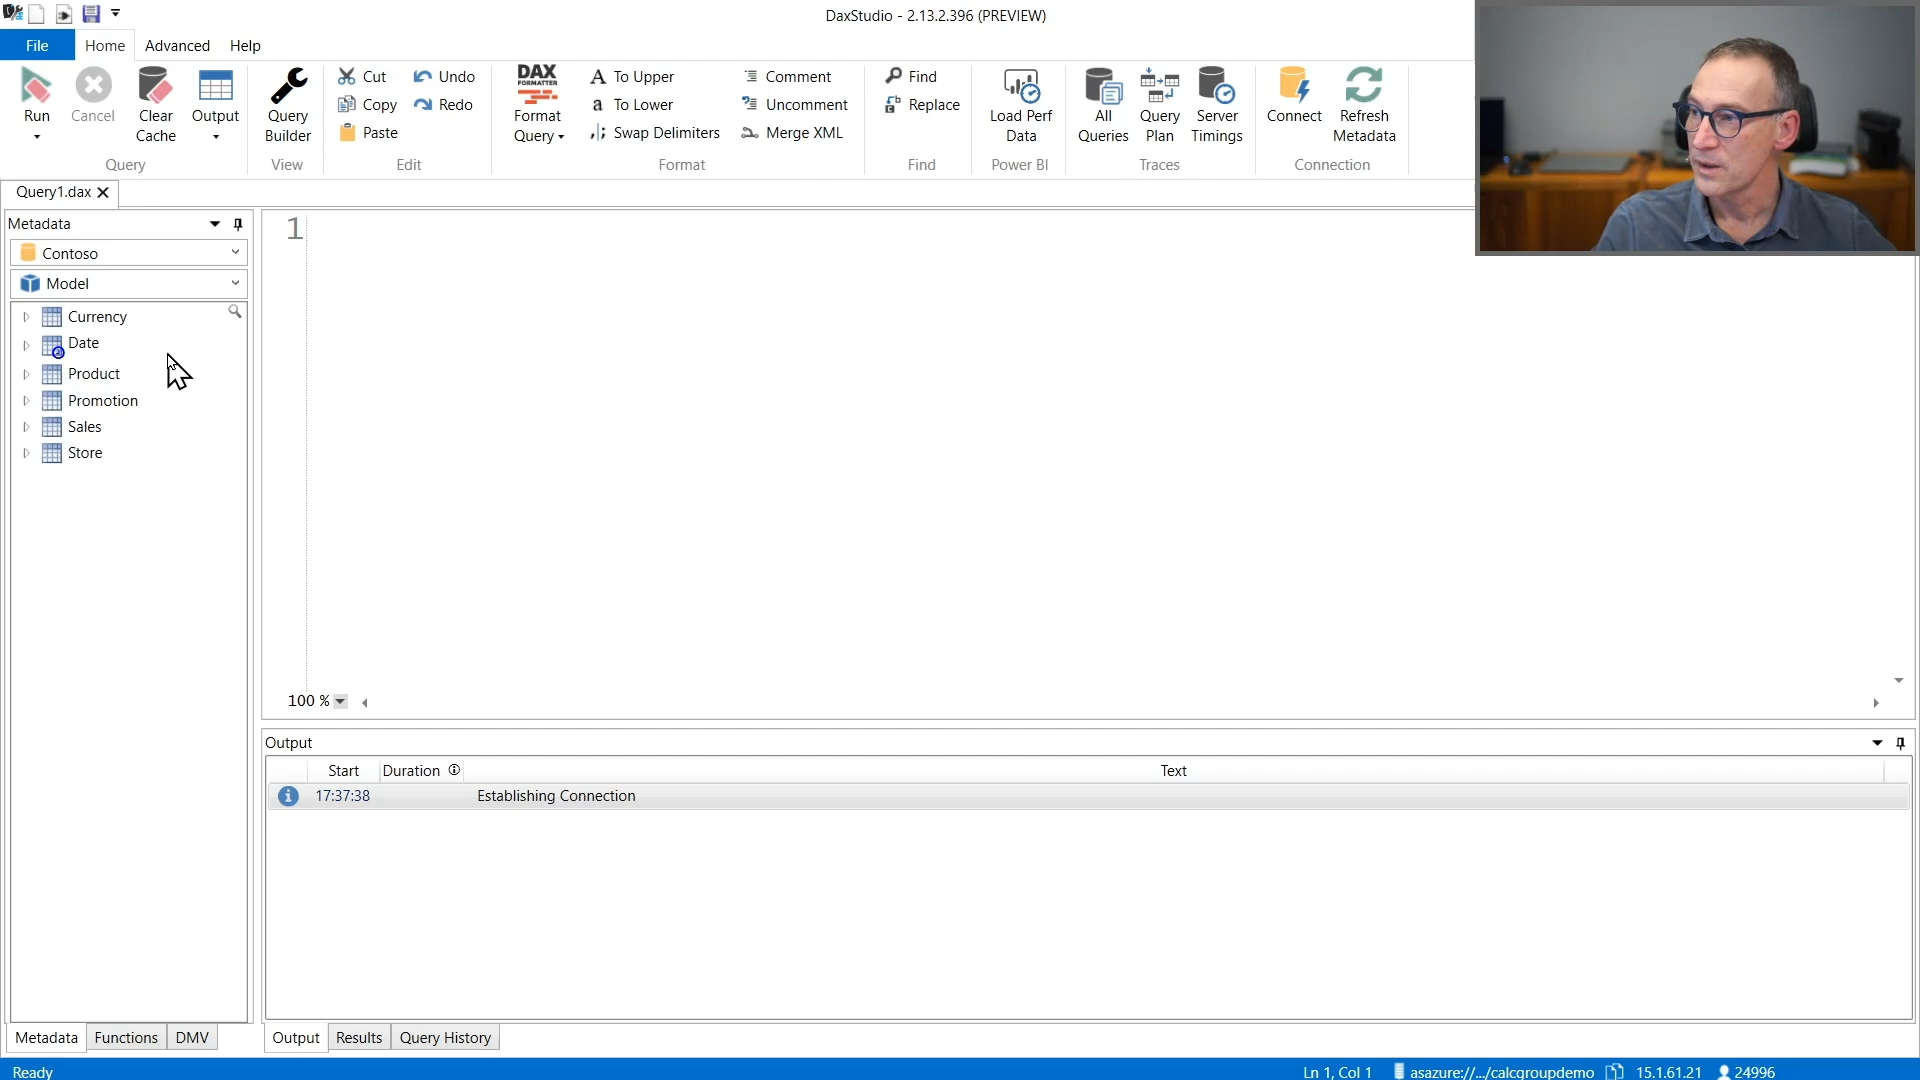 DaxStudio - 2.13.2.396 (PREVIEW)
File Home Advanced Help
Run
Cancel
Clear
Cache
Output
Query
Query
Builder
View
Cut
Copy
Paste
Undo
Redo
Edit
DAX
FORMATTER
Format
Query
A To Upper
a To Lower
Swap Delimiters
Comment
Uncomment
Merge XML
Format
Find
Replace
Find
Load Perf
Data
Power BI
All
Queries
Query
Plan
Server
Timings
Traces
Connect
Refresh
Metadata
Connection
Query1.dax
Metadata
Contoso
Model
Currency
Date
Product
Promotion
Sales
Store
1
100 %
Output
Start Duration Text
17:37:38 Establishing Connection
Metadata Functions DMV
Output Results Query History
Ready
Ln 1, Col 1 asazure://.../calcgroupdemo 15.1.61.21 24996